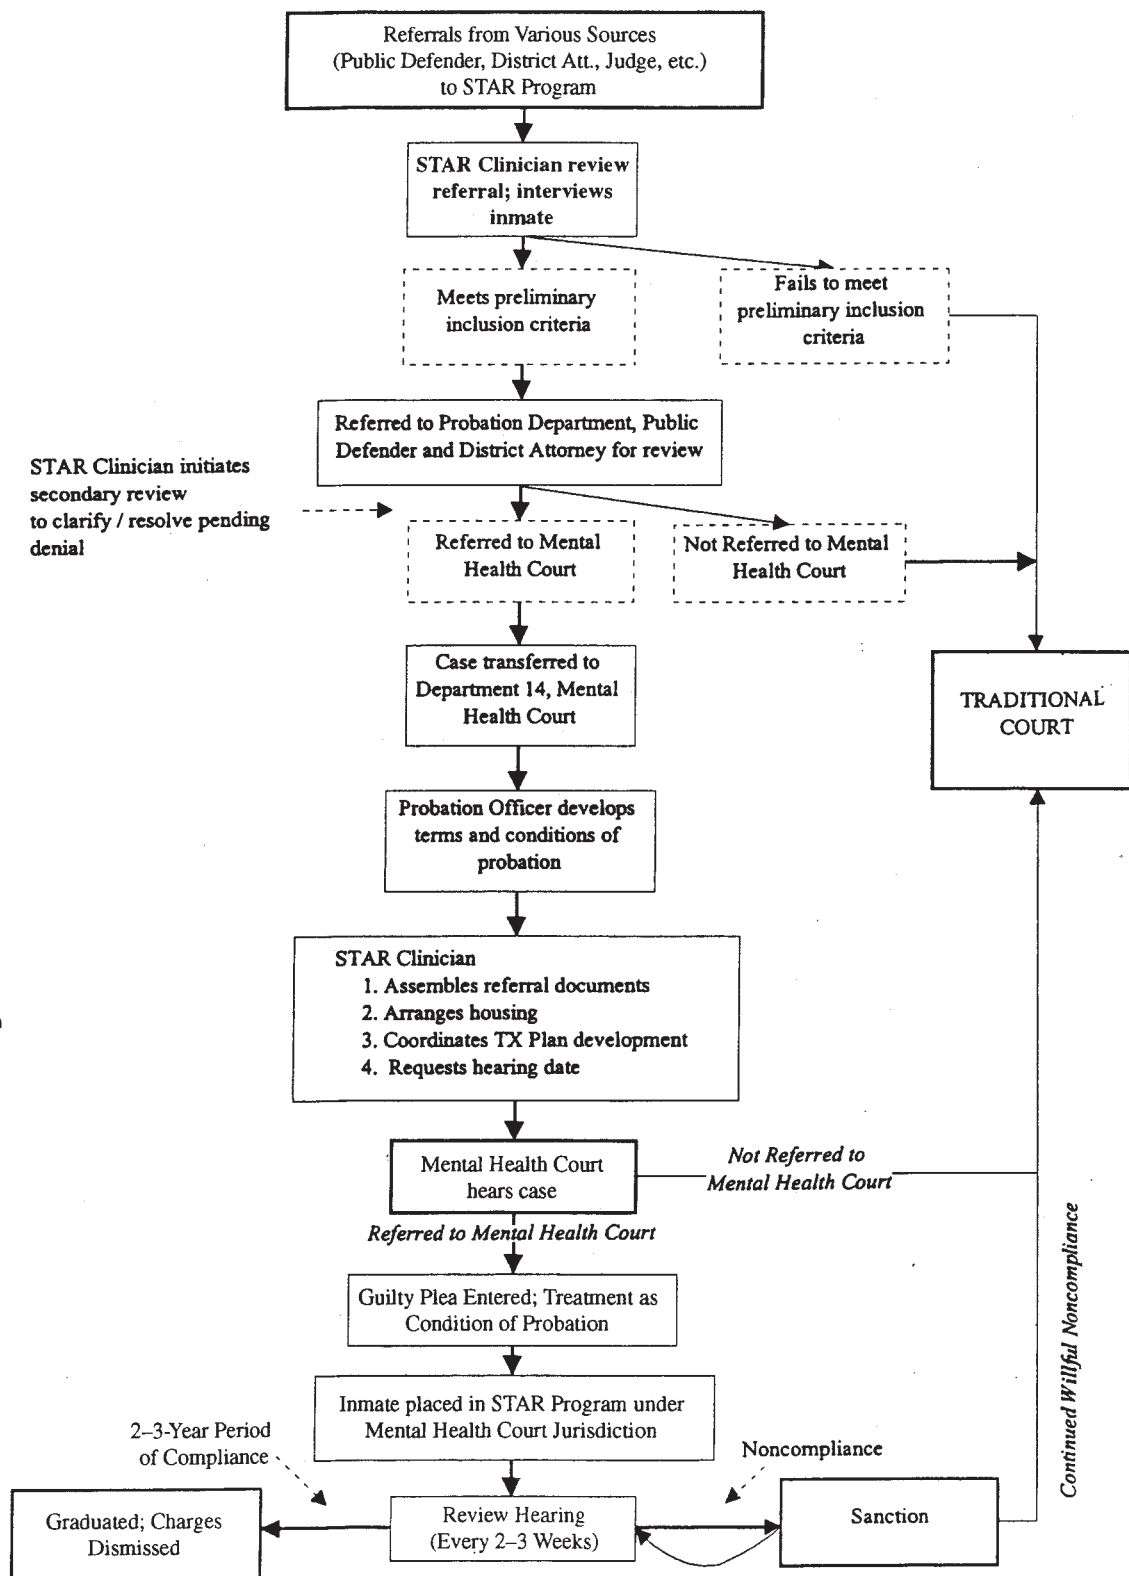 Referrals from Various Sources
(Public Defender, District Att., Judge, etc.)
to STAR Program
STAR Clinician review
referral; interviews
inmate
Meets preliminary
inclusion criteria
Fails to meet
preliminary inclusion
criteria
Referred to Probation Department, Public
Defender and District Attorney for review
STAR Clinician initiates
secondary review
to clarify / resolve pending
denial
Referred to Mental
Health Court
Not Referred to Mental
Health Court
Case transferred to
Department 14, Mental
Health Court
TRADITIONAL
COURT
Probation Officer develops
terms and conditions of
probation
STAR Clinician
1. Assembles referral documents
2. Arranges housing
3. Coordinates TX Plan development
4. Requests hearing date
Mental Health Court
hears case
Not Referred to
Mental Health Court
Referred to Mental Health Court
Guilty Plea Entered; Treatment as
Condition of Probation
Inmate placed in STAR Program under
Mental Health Court Jurisdiction
Continued Willful Noncompliance
2–3-Year Period
of Compliance
Noncompliance
Graduated; Charges
Dismissed
Review Hearing
(Every 2–3 Weeks)
Sanction